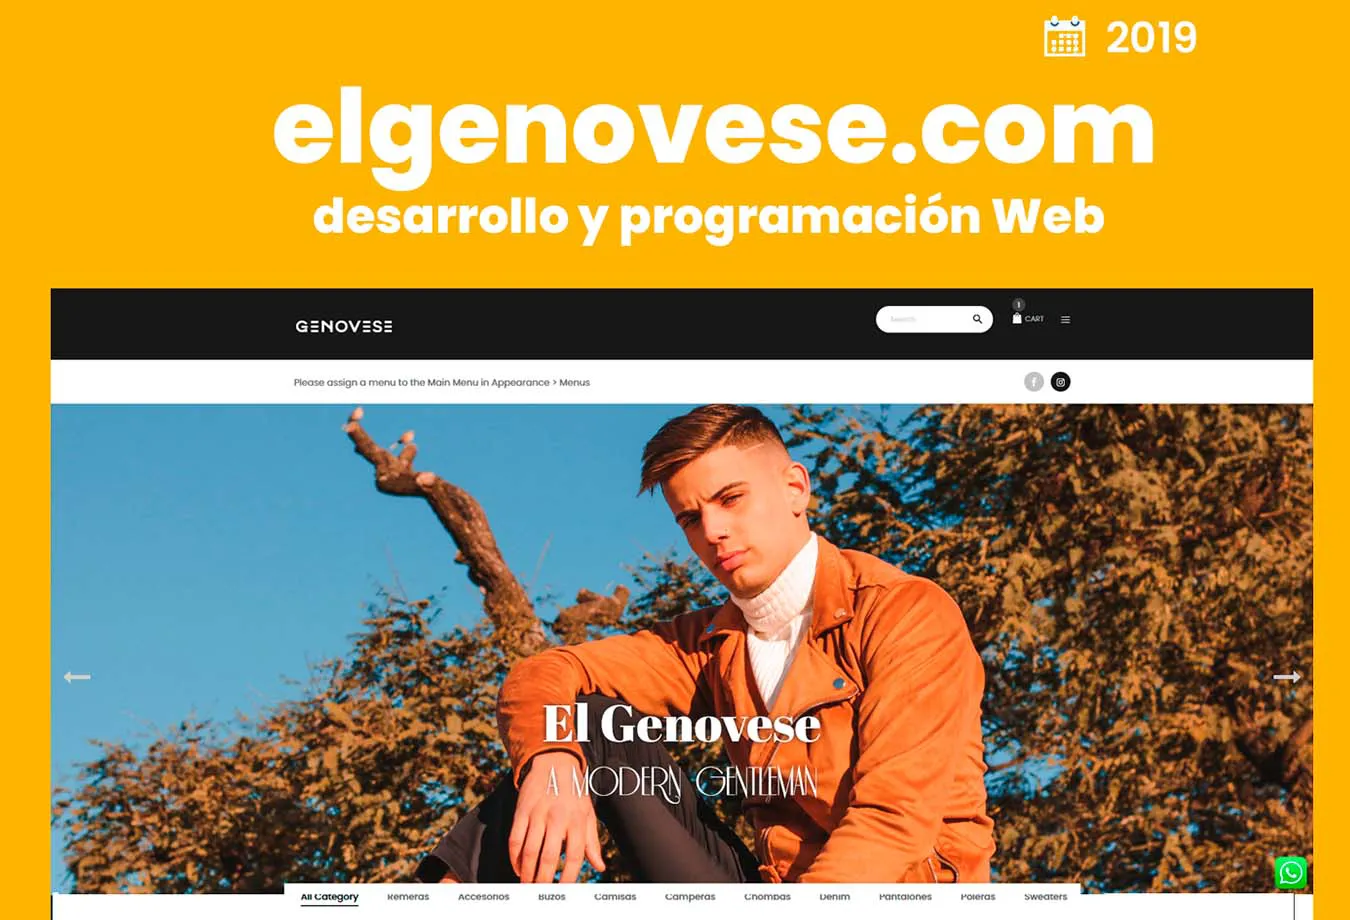 2019
elgenovese.com
desarrollo y programación Web
GENOVESE
Search
1
CART
Please assign a menu to the Main Menu in Appearance > Menus
El Genovese
A MODERN GENTLEMAN
All Category Remeras Accesorios Buzos Camisas Camperas Chombas Denim Pantalones Poleras Sweaters